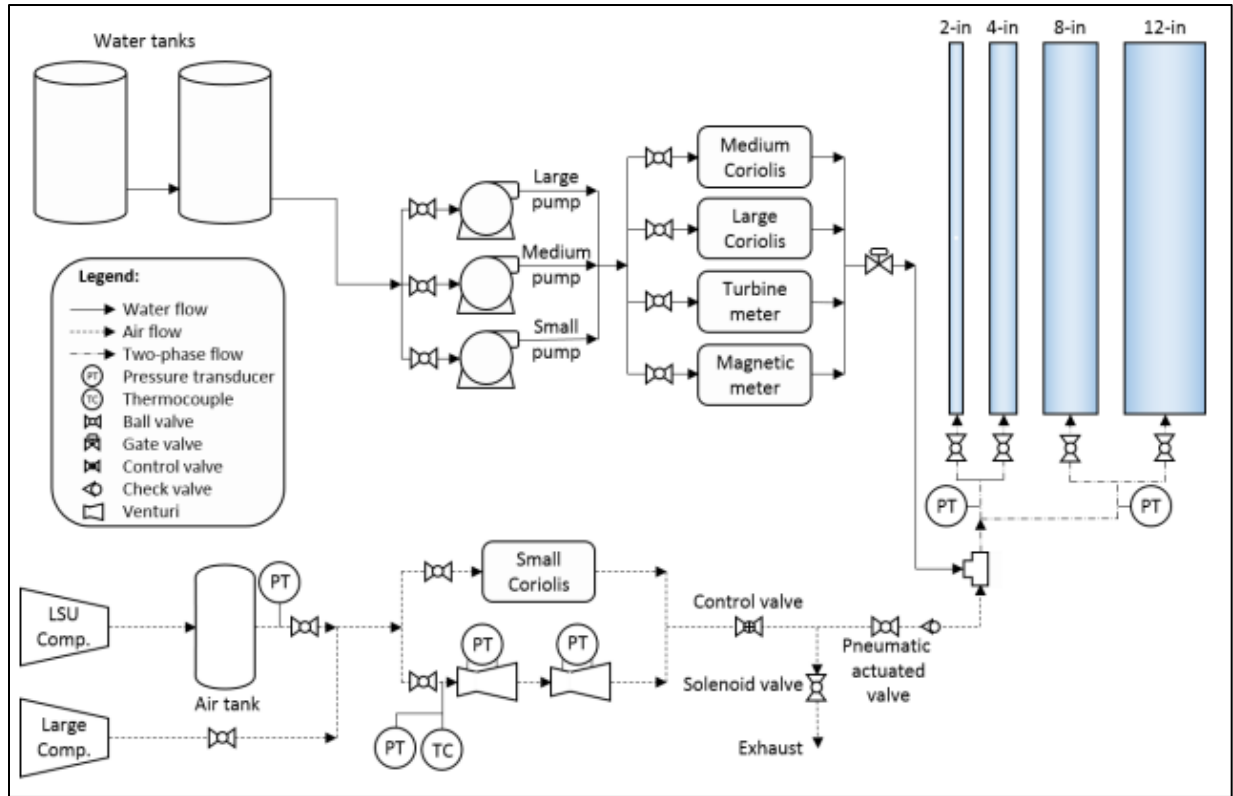 Water tanks
2-in
4-in
8-in
12-in
Large
pump
Medium
pump
Small
pump
Medium
Coriolis
Large
Coriolis
Turbine
meter
Magnetic
meter
Legend:
Water flow
Air flow
Two-phase flow
PT
Pressure transducer
TC
Thermocouple
Ball valve
Gate valve
Control valve
Check valve
Venturi
PT
PT
LSU
Comp.
Air tank
PT
Large
Comp.
Small
Coriolis
PT
PT
PT
TC
Control valve
Solenoid valve
Exhaust
Pneumatic
actuated
valve